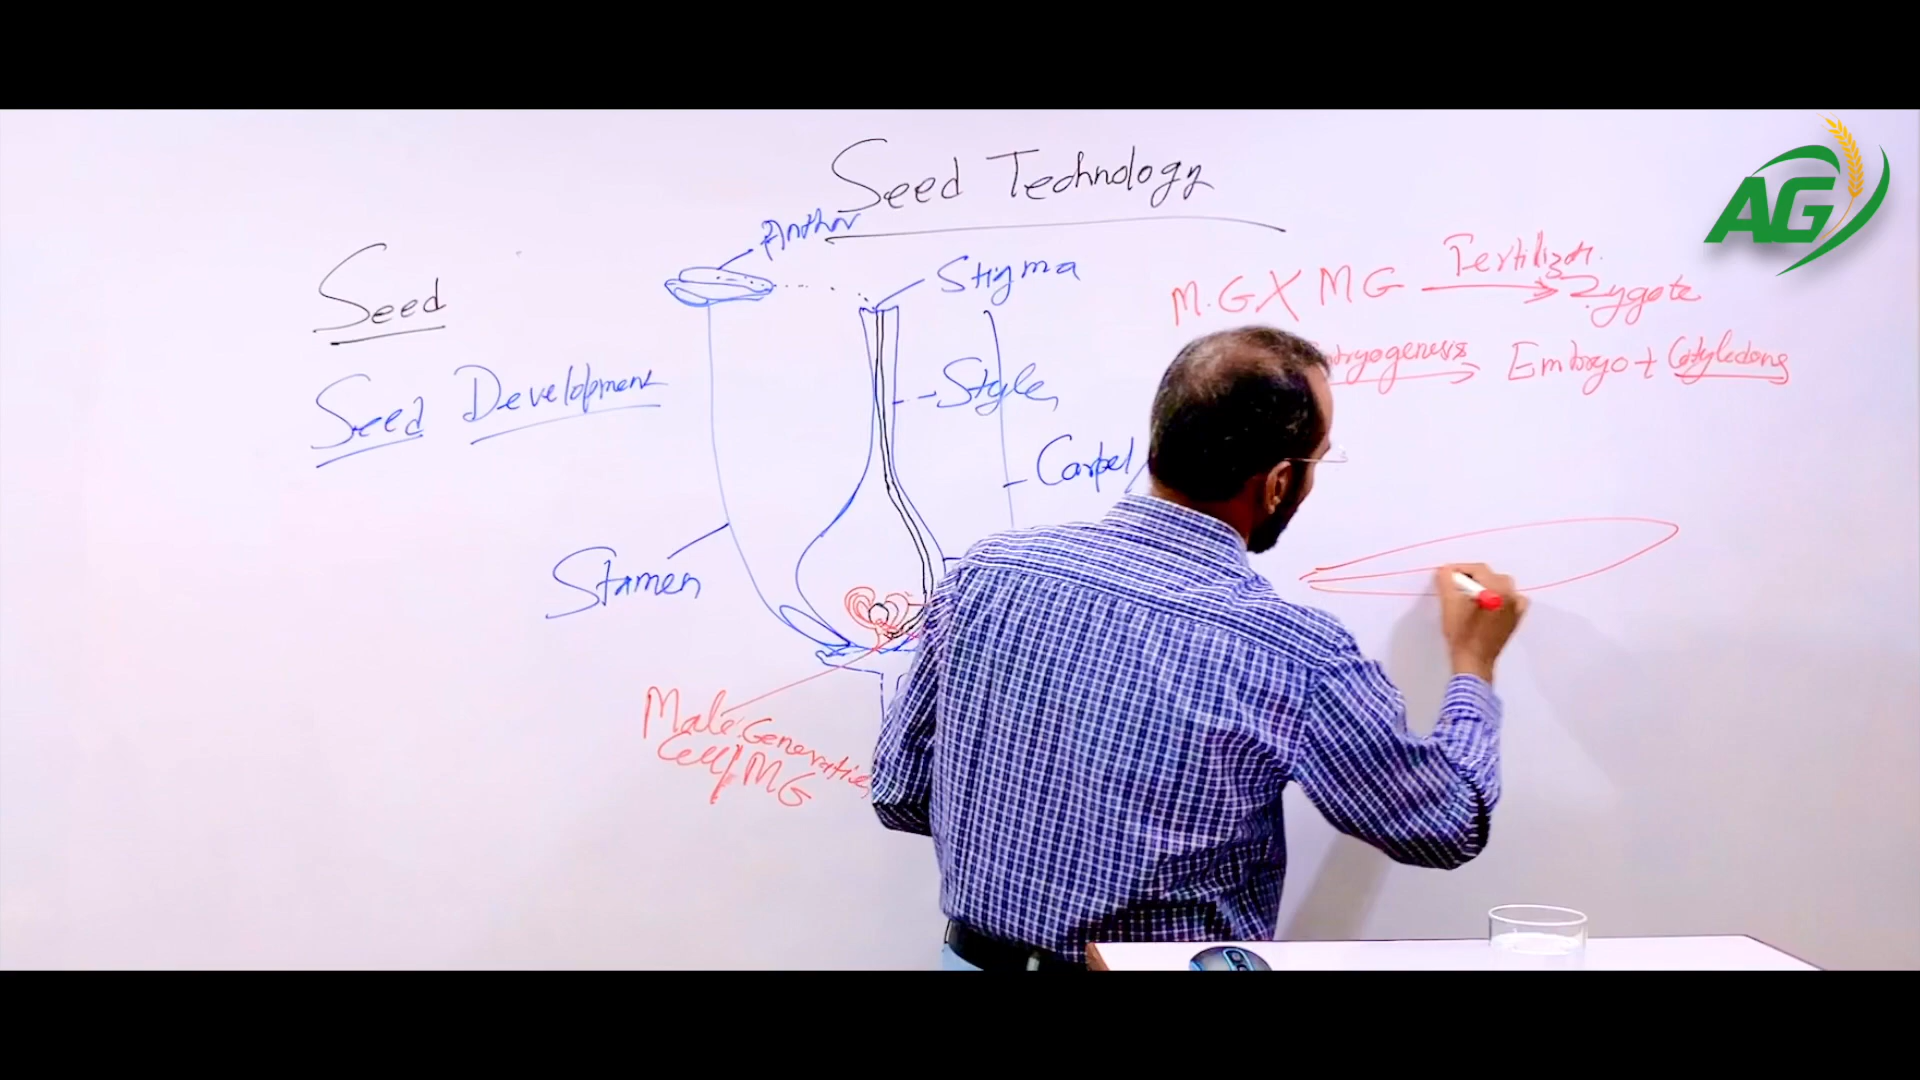 Seed Technology
AG
Anther
Stigma
Seed
M.G X MG Fertilizati. Zygote
Embryo + Cotyledons
Style
Seed Development
Carpel
Stamen
Male Generative
Cell/MG